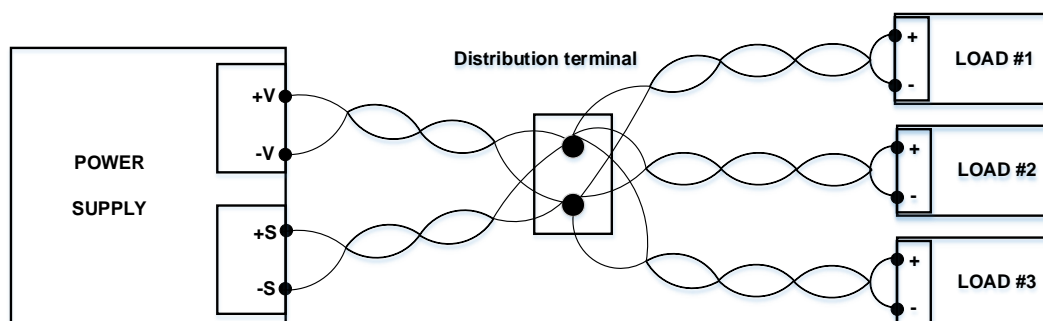 POWER
SUPPLY
+V
-V
+S
-S
Distribution terminal
+
-
LOAD #1
+
-
LOAD #2
+
-
LOAD #3